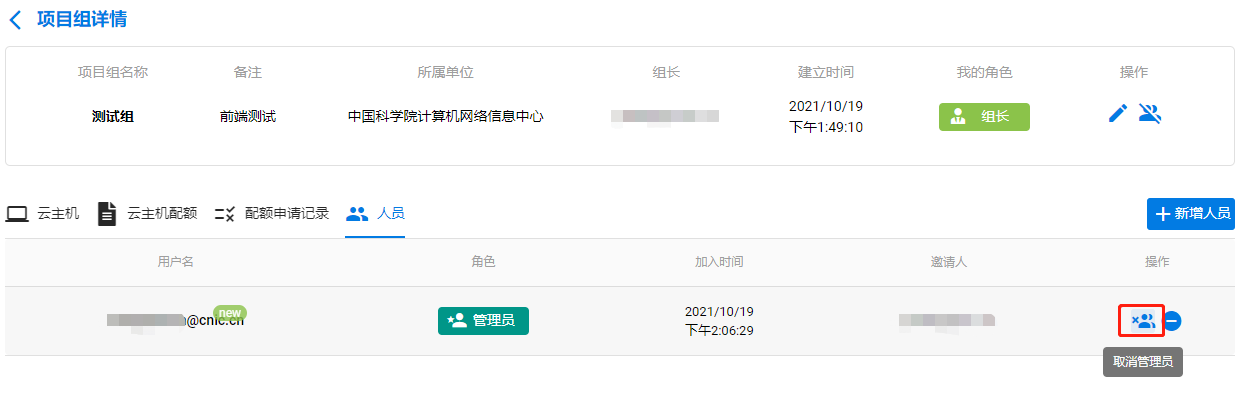 项目组详情
项目组名称 备注 所属单位 组长 建立时间 我的角色 操作
测试组 前端测试 中国科学院计算机网络信息中心 2021/10/19 组长
下午1:49:10
云主机 云主机配额 配额申请记录 人员 新增人员
用户名 角色 加入时间 邀请人 操作
@cnic.cn new 管理员 2021/10/19
下午2:06:29
取消管理员